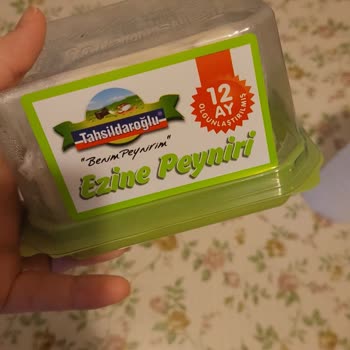 Tahsildaroğlu
"Benim Peynirim"
Ezine Peyniri
12
AY
OLGUNLAŞTIRILMIŞ